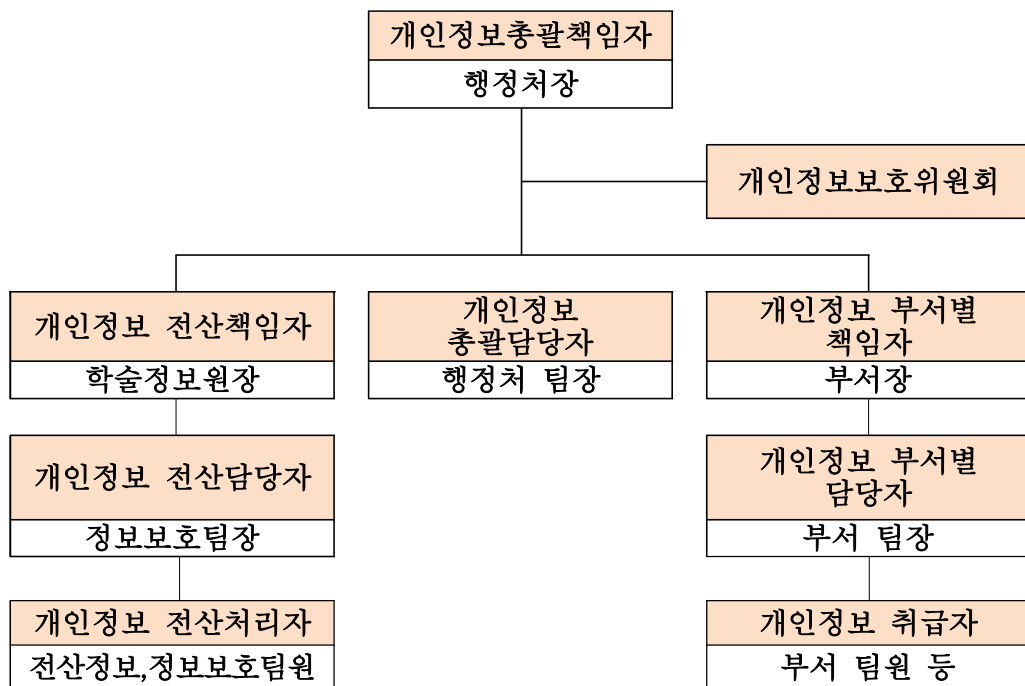 개인정보총괄책임자
행정처장
개인정보보호위원회
개인정보 전산책임자
학술정보원장
개인정보
총괄담당자
행정처 팀장
개인정보 부서별
책임자
부서장
개인정보 전산담당자
정보보호팀장
개인정보 부서별
담당자
부서 팀장
개인정보 전산처리자
전산정보,정보보호팀원
개인정보 취급자
부서 팀원 등